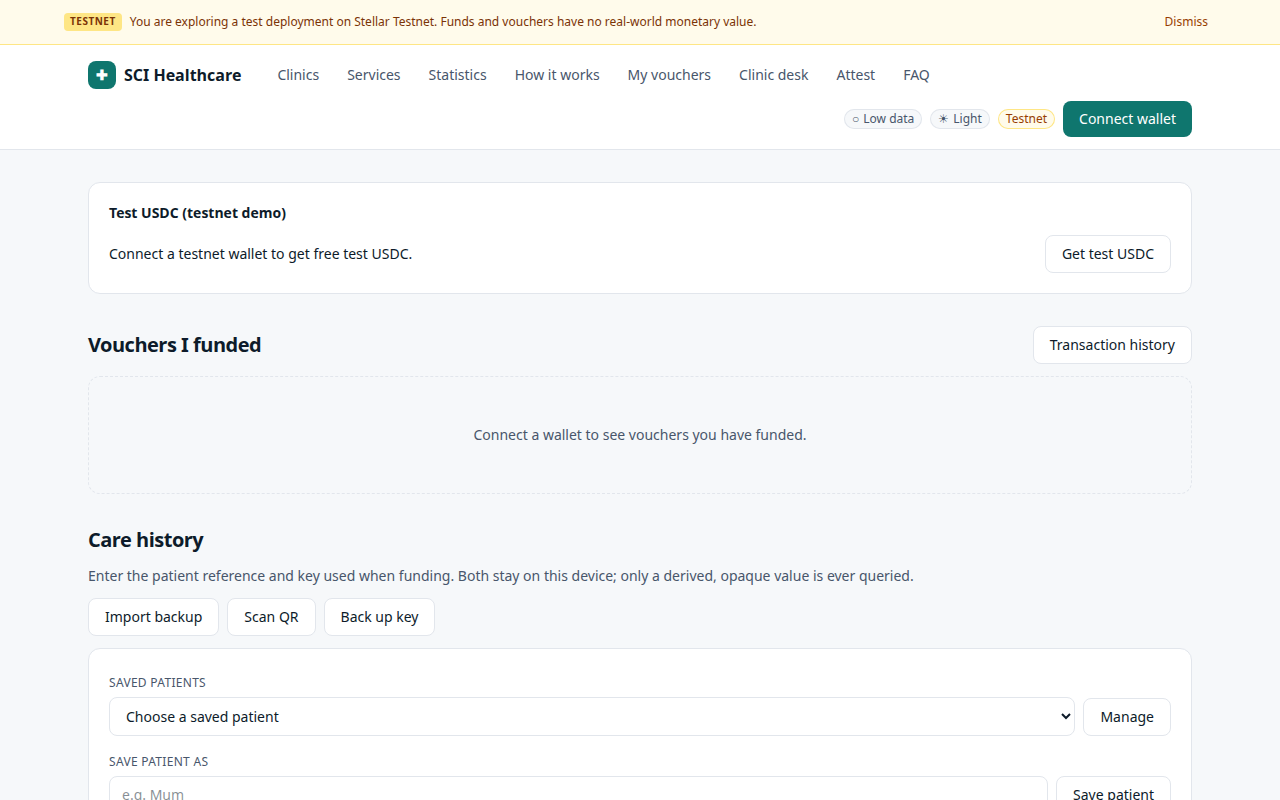 TESTNET You are exploring a test deployment on Stellar Testnet. Funds and vouchers have no real-world monetary value. Dismiss
SCI Healthcare Clinics Services Statistics How it works My vouchers Clinic desk Attest FAQ
○ Low data ☀ Light Testnet Connect wallet
Test USDC (testnet demo)
Connect a testnet wallet to get free test USDC. Get test USDC
Vouchers I funded Transaction history
Connect a wallet to see vouchers you have funded.
Care history
Enter the patient reference and key used when funding. Both stay on this device; only a derived, opaque value is ever queried.
Import backup Scan QR Back up key
SAVED PATIENTS
Choose a saved patient Manage
SAVE PATIENT AS
e.g. Mum Save patient